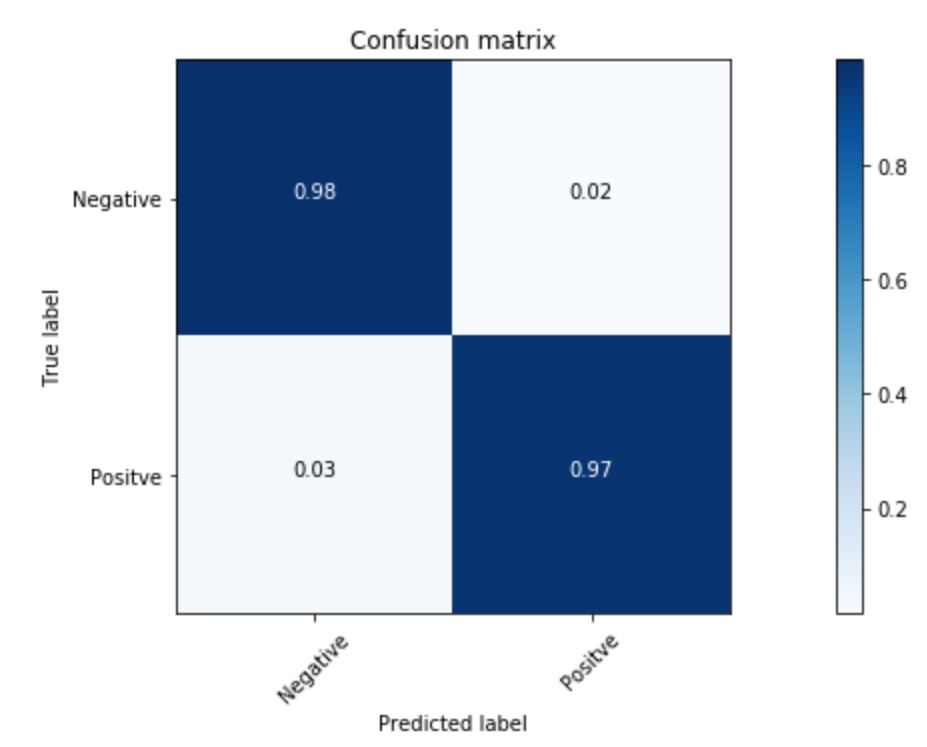 Confusion matrix
Negative
0.98
0.02
0.8
0.6
True label
0.4
Positve
0.03
0.97
0.2
Negative
Positve
Predicted label